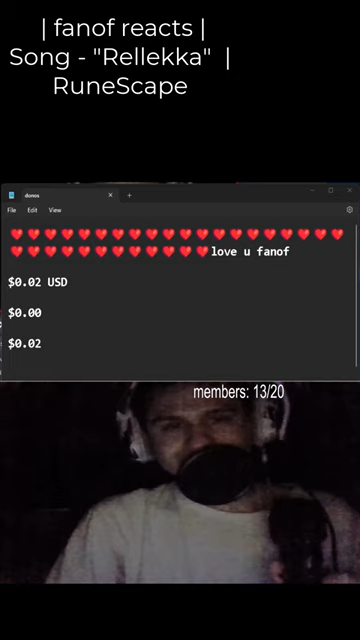 | fanof reacts |
Song - "Rellekka" |
RuneScape
donos
File Edit View
❤️❤️❤️❤️❤️❤️❤️❤️❤️❤️❤️❤️❤️❤️❤️❤️❤️❤️❤️❤️
❤️❤️❤️❤️❤️❤️❤️❤️❤️❤️❤️❤️love u fanof
$0.02 USD
$0.00
$0.02
members: 13/20